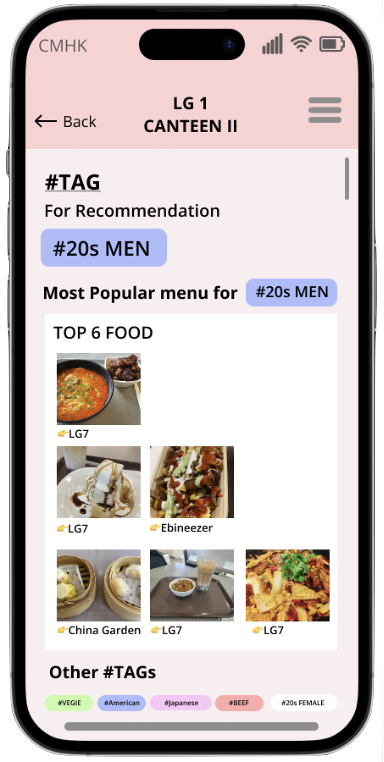 CMHK
← Back
LG 1
CANTEEN II
#TAG
For Recommendation
#20s MEN
Most Popular menu for #20s MEN
TOP 6 FOOD
👉LG7
👉LG7 👉Ebineezer
👉China Garden 👉LG7 👉LG7
Other #TAGs
#VEGIE #American #Japanese #BEEF #20s FEMALE